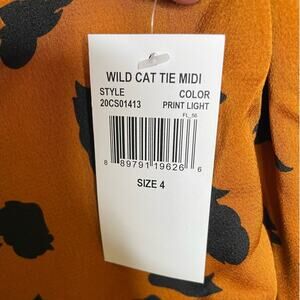 WILD CAT TIE MIDI
STYLE COLOR
20CS01413 PRINT LIGHT
FL_56
8 89791 19626 6
SIZE 4